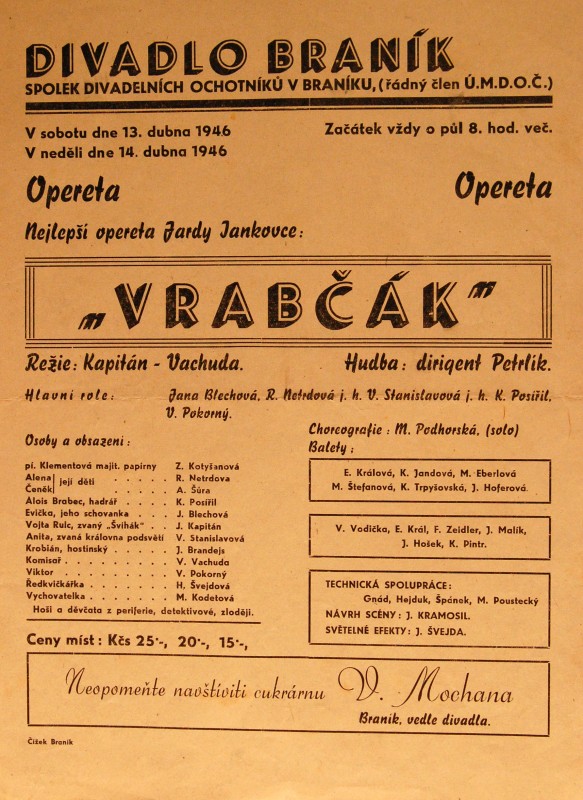 DIVADLO BRANÍK
SPOLEK DIVADELNÍCH OCHOTNÍKŮ V BRANÍKU, (řádný člen Ú.M.D.O.Č.)
V sobotu dne 13. dubna 1946
V neděli dne 14. dubna 1946
Začátek vždy o půl 8. hod. več.
Opereta
Opereta
Nejlepší opereta Jardy Jankovce:
„VRABČÁK"
Režie: Kapitán - Vachuda.
Hudba: dirigent Petrlík.
Hlavní role: Jana Blechová, R. Netrdová j. h. V. Stanislavová j. h. K. Posířil,
V. Pokorný.
Osoby a obsazení:
pí. Klementová majit. papírny Z. Kotyšanová
Alena} její děti . . . . . R. Netrdova
Čeněk} . . . . . A. Šůra
Alois Brabec, hadrář . . . . K. Posířil
Evička, jeho schovanka . . J. Blechová
Vojta Ruic, zvaný „Švihák" . . J. Kapitán
Anita, zvaná královna podsvětí V. Stanislavová
Krobián, hostinský . . . . . J. Brandejs
Komisař . . . . . . . . V. Vachuda
Viktor . . . . . . . . V. Pokorný
Ředkvičkářka . . . . . . H. Švejdová
Vychovatelka . . . . . . M. Kodetová
Hoši a děvčata z periferie, detektivové, zloději.
Ceny míst: Kčs 25·-, 20·-, 15·-,
Choreografie: M. Podhorská, (solo)
Balety:
E. Králová, K. Jandová, M. Eberlová
M. Štefanová, K. Trpyšovská, J. Hoferová.
V. Vodička, E. Král, F. Zeidler, J. Malík,
J. Hošek, K. Pintr.
TECHNICKÁ SPOLUPRÁCE:
Gnád, Hejduk, Špánek, M. Poustecký
NÁVRH SCÉNY: J. KRAMOSIL.
SVĚTELNÉ EFEKTY: J. ŠVEJDA.
Neopomeňte navštíviti cukrárnu V. Mochana
Braník, vedle divadla.
Čížek Braník